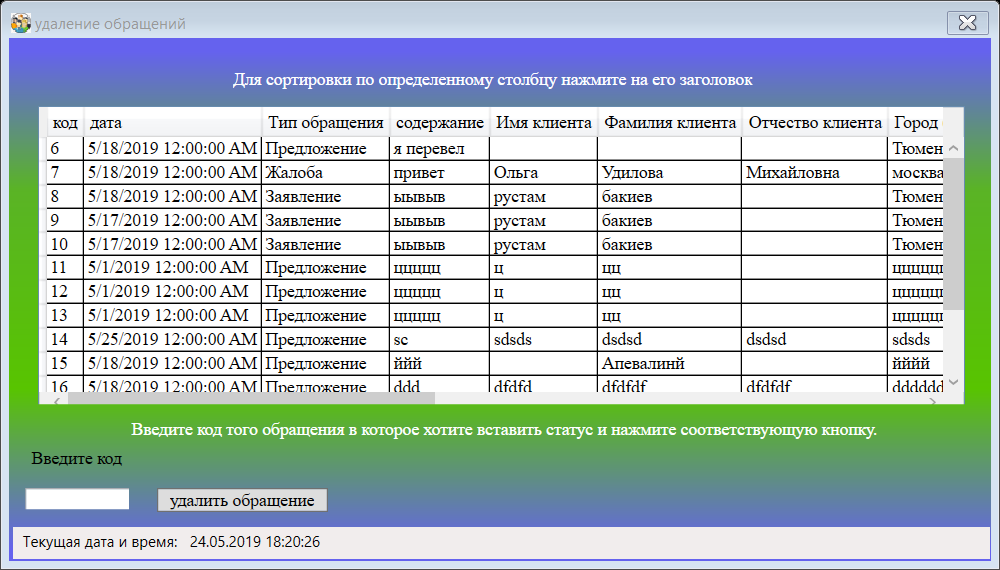 удаление обращений
Для сортировки по определенному столбцу нажмите на его заголовок
код дата Тип обращения содержание Имя клиента Фамилия клиента Отчество клиента Город
6 5/18/2019 12:00:00 AM Предложение я перевел Тюмен
7 5/18/2019 12:00:00 AM Жалоба привет Ольга Удилова Михайловна москва
8 5/18/2019 12:00:00 AM Заявление ыывыв рустам бакиев Тюмен
9 5/17/2019 12:00:00 AM Заявление ыывыв рустам бакиев Тюмен
10 5/17/2019 12:00:00 AM Заявление ыывыв рустам бакиев Тюмен
11 5/1/2019 12:00:00 AM Предложение ццццц ц цц цццццц
12 5/1/2019 12:00:00 AM Предложение ццццц ц цц цццццц
13 5/1/2019 12:00:00 AM Предложение ццццц ц цц цццццц
14 5/25/2019 12:00:00 AM Предложение sc sdsds dsdsd dsdsd sdsds
15 5/18/2019 12:00:00 AM Предложение ййй Апевалинй йййй
16 5/18/2019 12:00:00 AM Предложение ddd dfdfd dfdfdf dfdfdf dddddd
Введите код того обращения в которое хотите вставить статус и нажмите соответствующую кнопку.
Введите код
удалить обращение
Текущая дата и время: 24.05.2019 18:20:26